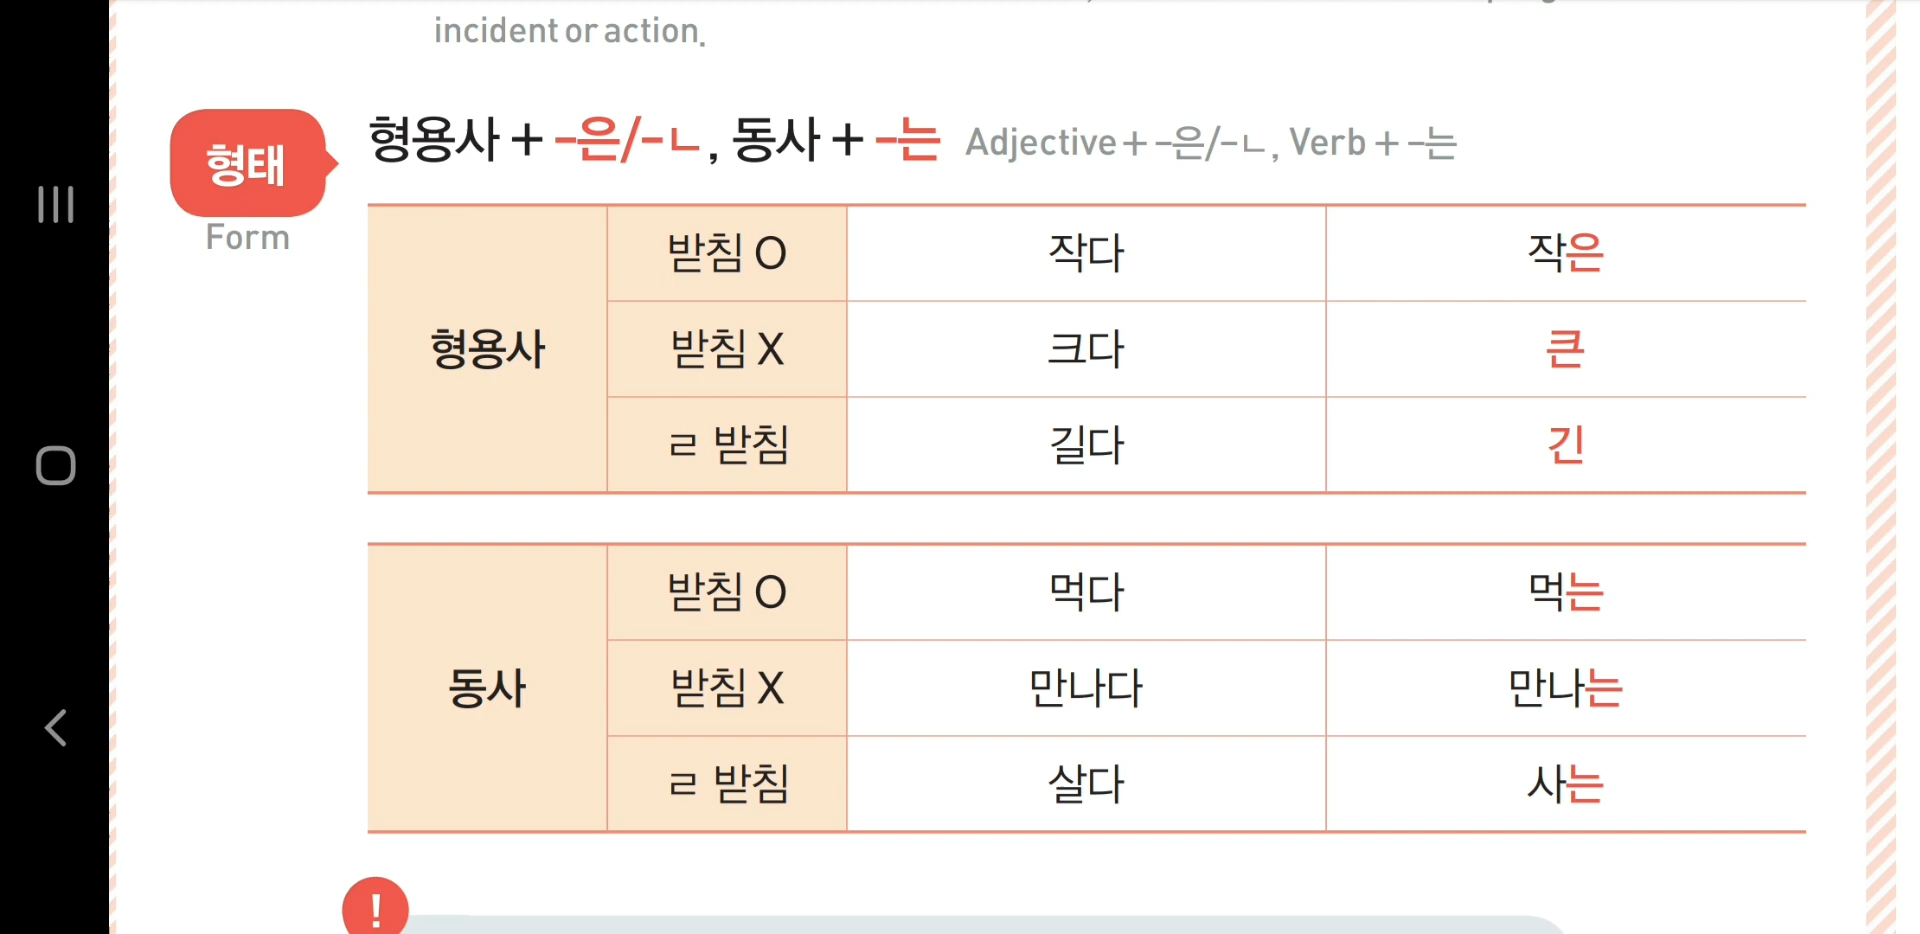 incident or action.
형용사 + -은/-ㄴ, 동사 + -는 Adjective + -은/-ㄴ, Verb + -는
형태
Form
형용사
받침 O 작다 작은
받침 X 크다 큰
ㄹ 받침 길다 긴
동사
받침 O 먹다 먹는
받침 X 만나다 만나는
ㄹ 받침 살다 사는
!